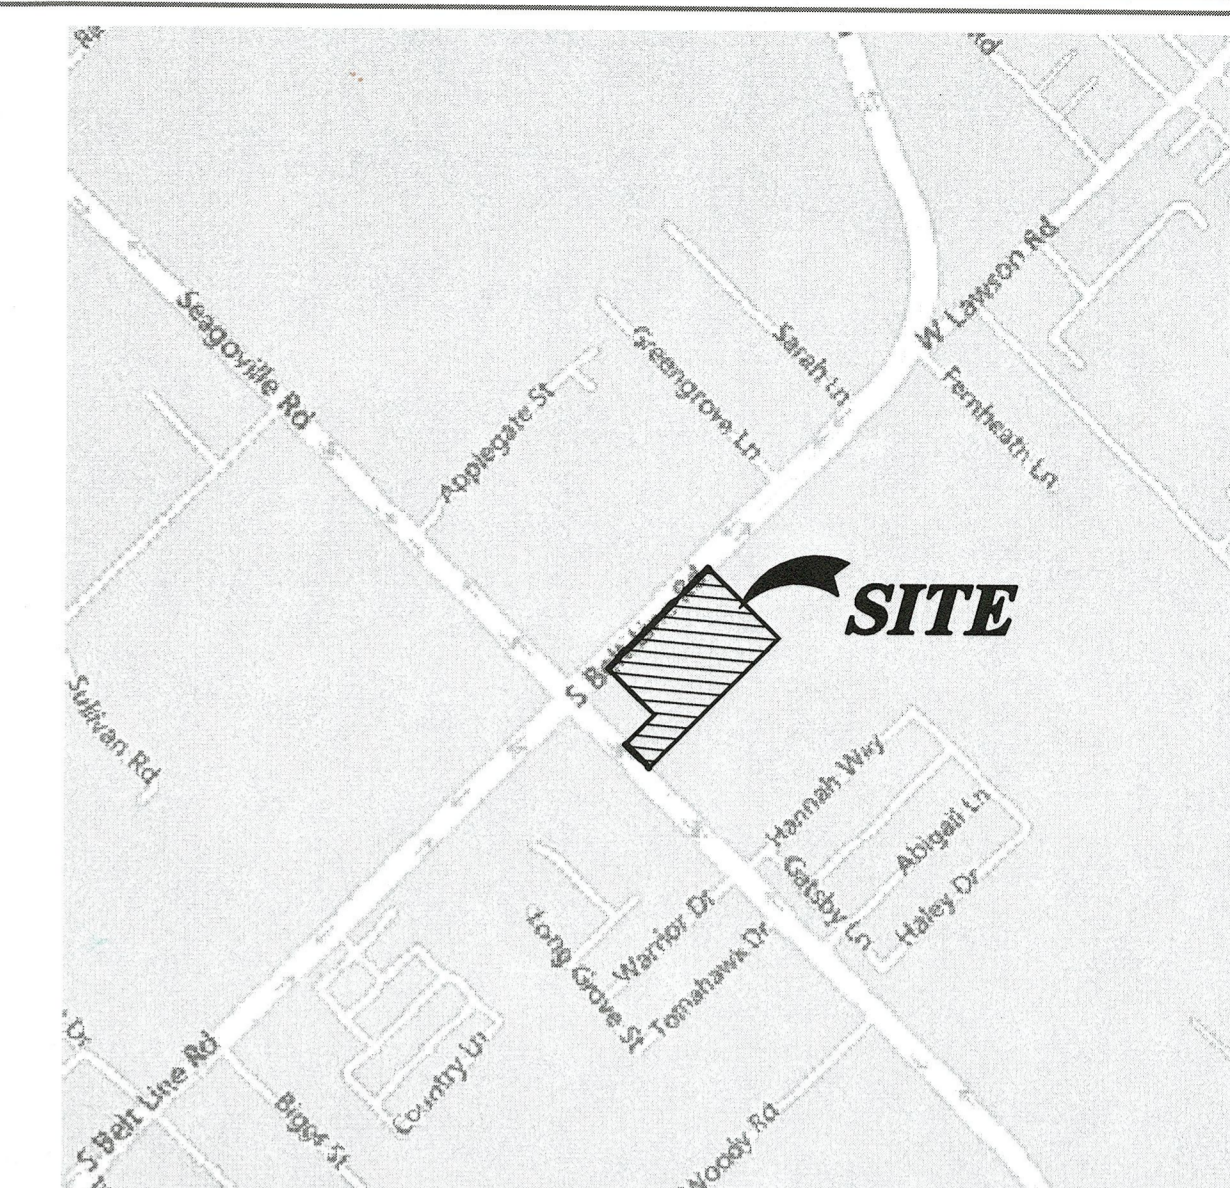 Rd
Rd
W Lawson Rd
Seagoville Rd
Sarah Ln
Greengrove Ln
Fernheath Ln
Applegate St
SITE
S Belt
Sullivan Rd
Hannah Wy
Abigail Ln
Gatsby Ln
Haley Dr
Warrior Dr
Long Grove St
Tomahawk Dr
Dr
S Belt Line Rd
Country Ln
Biggs St
Woody Rd